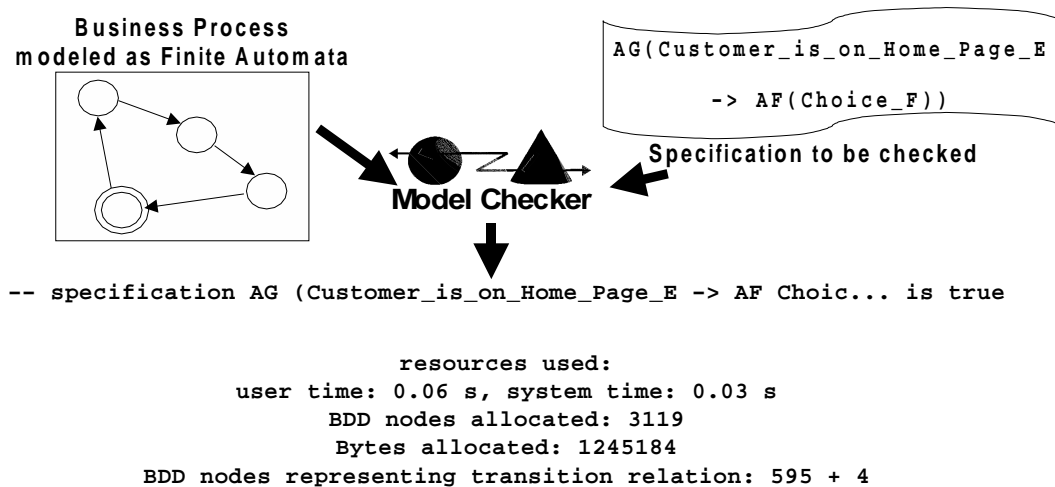 Business Process
modeled as Finite Automata
AG(Customer_is_on_Home_Page_E
-> AF(Choice_F))
Specification to be checked
Model Checker
-- specification AG (Customer_is_on_Home_Page_E -> AF Choic... is true
resources used:
user time: 0.06 s, system time: 0.03 s
BDD nodes allocated: 3119
Bytes allocated: 1245184
BDD nodes representing transition relation: 595 + 4